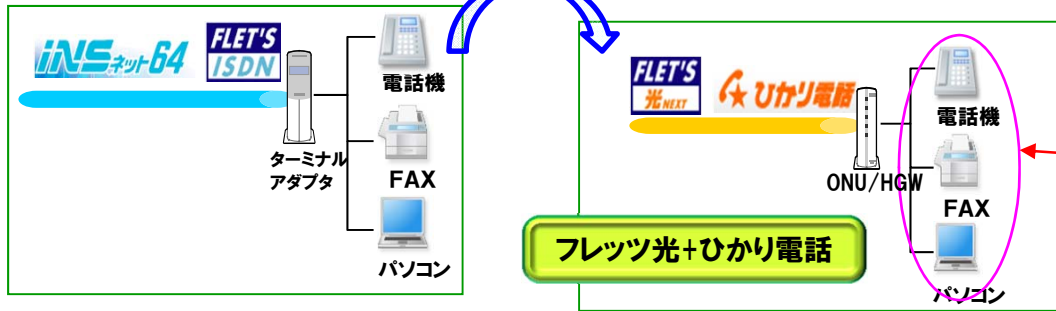 INSネット64
FLET'S
ISDN
電話機
ターミナル
アダプタ
FAX
パソコン
FLET'S
光NEXT
ひかり電話
電話機
ONU/HGW
FAX
フレッツ光+ひかり電話
パソコン